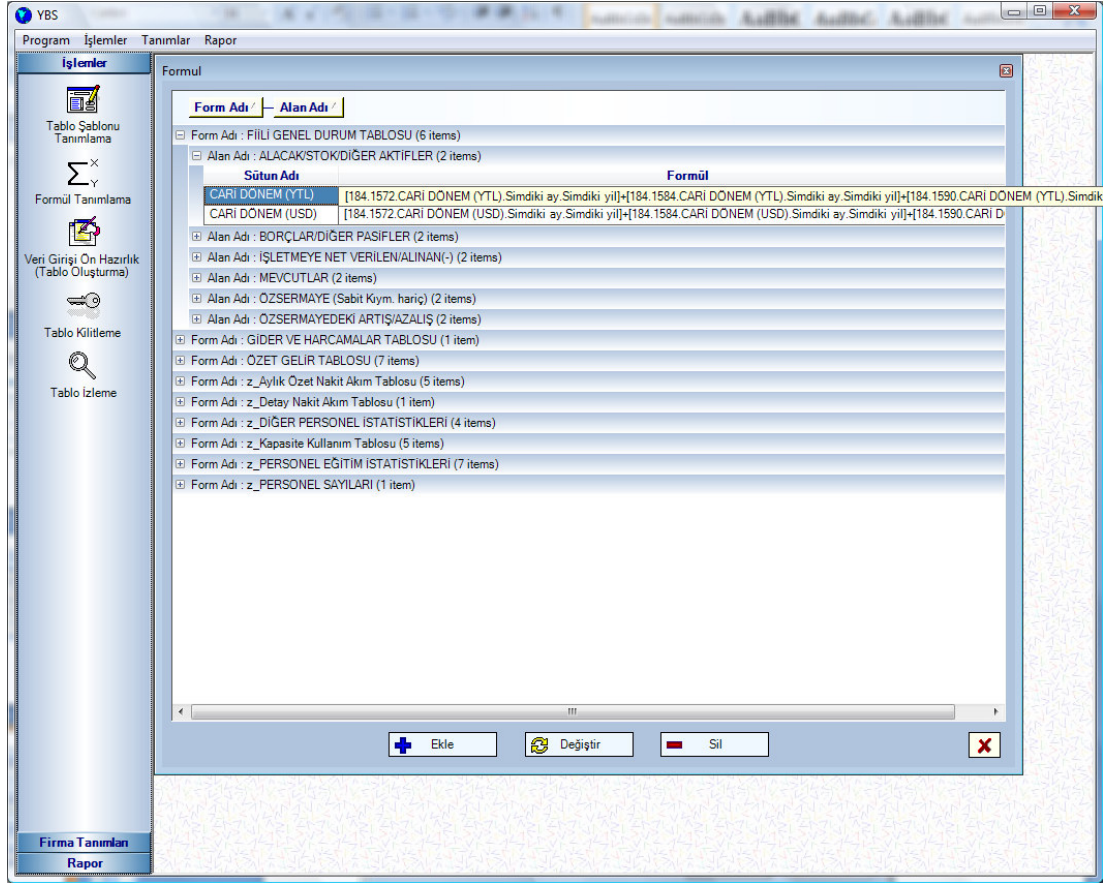 YBS
Program İşlemler Tanımlar Rapor
İşlemler
Tablo Şablonu
Tanımlama
Formül Tanımlama
Veri Girişi Ön Hazırlık
(Tablo Oluşturma)
Tablo Kilitleme
Tablo İzleme
Firma Tanımları
Rapor
Formul
Form Adı Alan Adı
Form Adı : FİİLİ GENEL DURUM TABLOSU (6 items)
Alan Adı : ALACAK/STOK/DİĞER AKTİFLER (2 items)
Sütun Adı Formül
CARİ DÖNEM (YTL) [184.1572.CARİ DÖNEM (YTL).Simdiki ay.Simdiki yil]+[184.1584.CARİ DÖNEM (YTL).Simdiki ay.Simdiki yil]+[184.1590.CARİ DÖNEM (YTL).Simdik
CARİ DÖNEM (USD) [184.1572.CARİ DÖNEM (USD).Simdiki ay.Simdiki yil]+[184.1584.CARİ DÖNEM (USD).Simdiki ay.Simdiki yil]+[184.1590.CARİ D
Alan Adı : BORÇLAR/DİĞER PASİFLER (2 items)
Alan Adı : İŞLETMEYE NET VERİLEN/ALINAN(-) (2 items)
Alan Adı : MEVCUTLAR (2 items)
Alan Adı : ÖZSERMAYE (Sabit Kıym. hariç) (2 items)
Alan Adı : ÖZSERMAYEDEKİ ARTIŞ/AZALIŞ (2 items)
Form Adı : GİDER VE HARCAMALAR TABLOSU (1 item)
Form Adı : ÖZET GELİR TABLOSU (7 items)
Form Adı : z_Aylık Özet Nakit Akım Tablosu (5 items)
Form Adı : z_Detay Nakit Akım Tablosu (1 item)
Form Adı : z_DİĞER PERSONEL İSTATİSTİKLERİ (4 items)
Form Adı : z_Kapasite Kullanım Tablosu (5 items)
Form Adı : z_PERSONEL EĞİTİM İSTATİSTİKLERİ (7 items)
Form Adı : z_PERSONEL SAYILARI (1 item)
Ekle Değiştir Sil